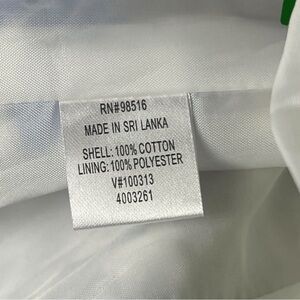 RN#98516
MADE IN SRI LANKA
SHELL: 100% COTTON
LINING: 100% POLYESTER
V#100313
4003261